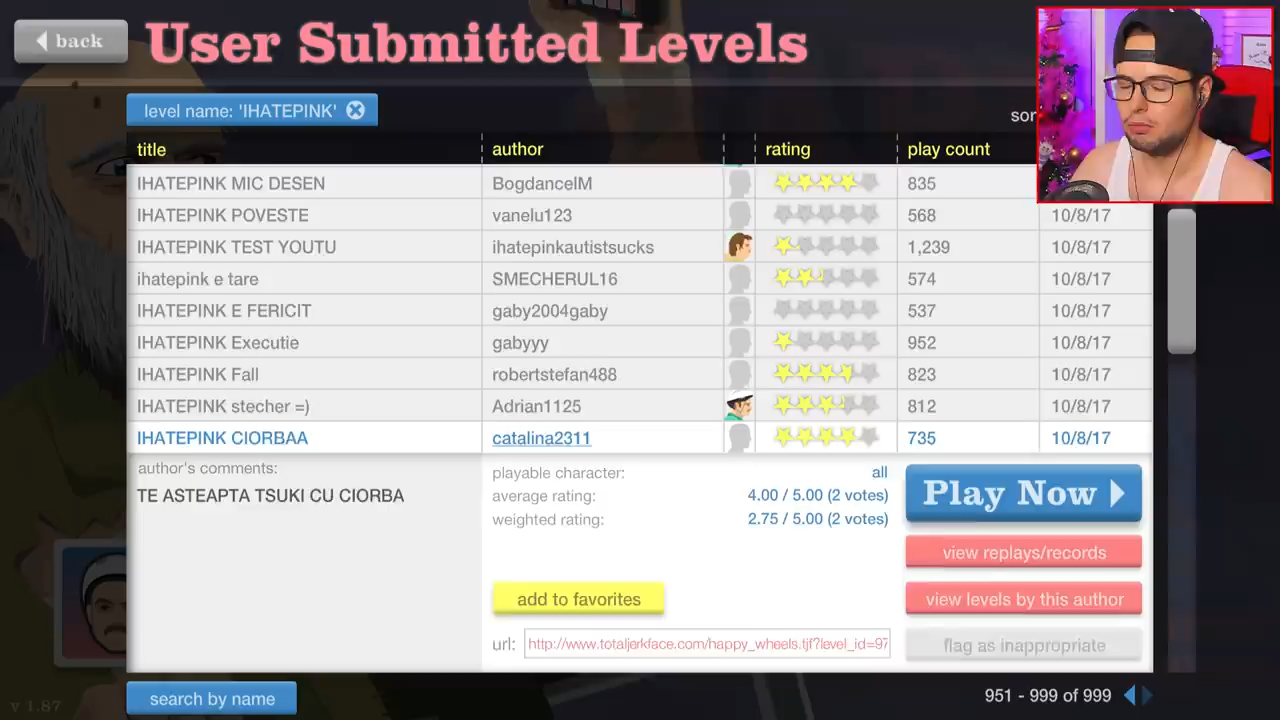 back
User Submitted Levels
level name: 'IHATEPINK'
sor
title author rating play count
IHATEPINK MIC DESEN BogdanceIM 835
IHATEPINK POVESTE vanelu123 568 10/8/17
IHATEPINK TEST YOUTU ihatepinkautistsucks 1,239 10/8/17
ihatepink e tare SMECHERUL16 574 10/8/17
IHATEPINK E FERICIT gaby2004gaby 537 10/8/17
IHATEPINK Executie gabyyy 952 10/8/17
IHATEPINK Fall robertstefan488 823 10/8/17
IHATEPINK stecher =) Adrian1125 812 10/8/17
IHATEPINK CIORBAA catalina2311 735 10/8/17
author's comments:
TE ASTEAPTA TSUKI CU CIORBA
playable character: all
average rating: 4.00 / 5.00 (2 votes)
weighted rating: 2.75 / 5.00 (2 votes)
add to favorites
url: http://www.totaljerkface.com/happy_wheels.tjf?level_id=97
Play Now
view replays/records
view levels by this author
flag as inappropriate
search by name
951 - 999 of 999
v 1.87